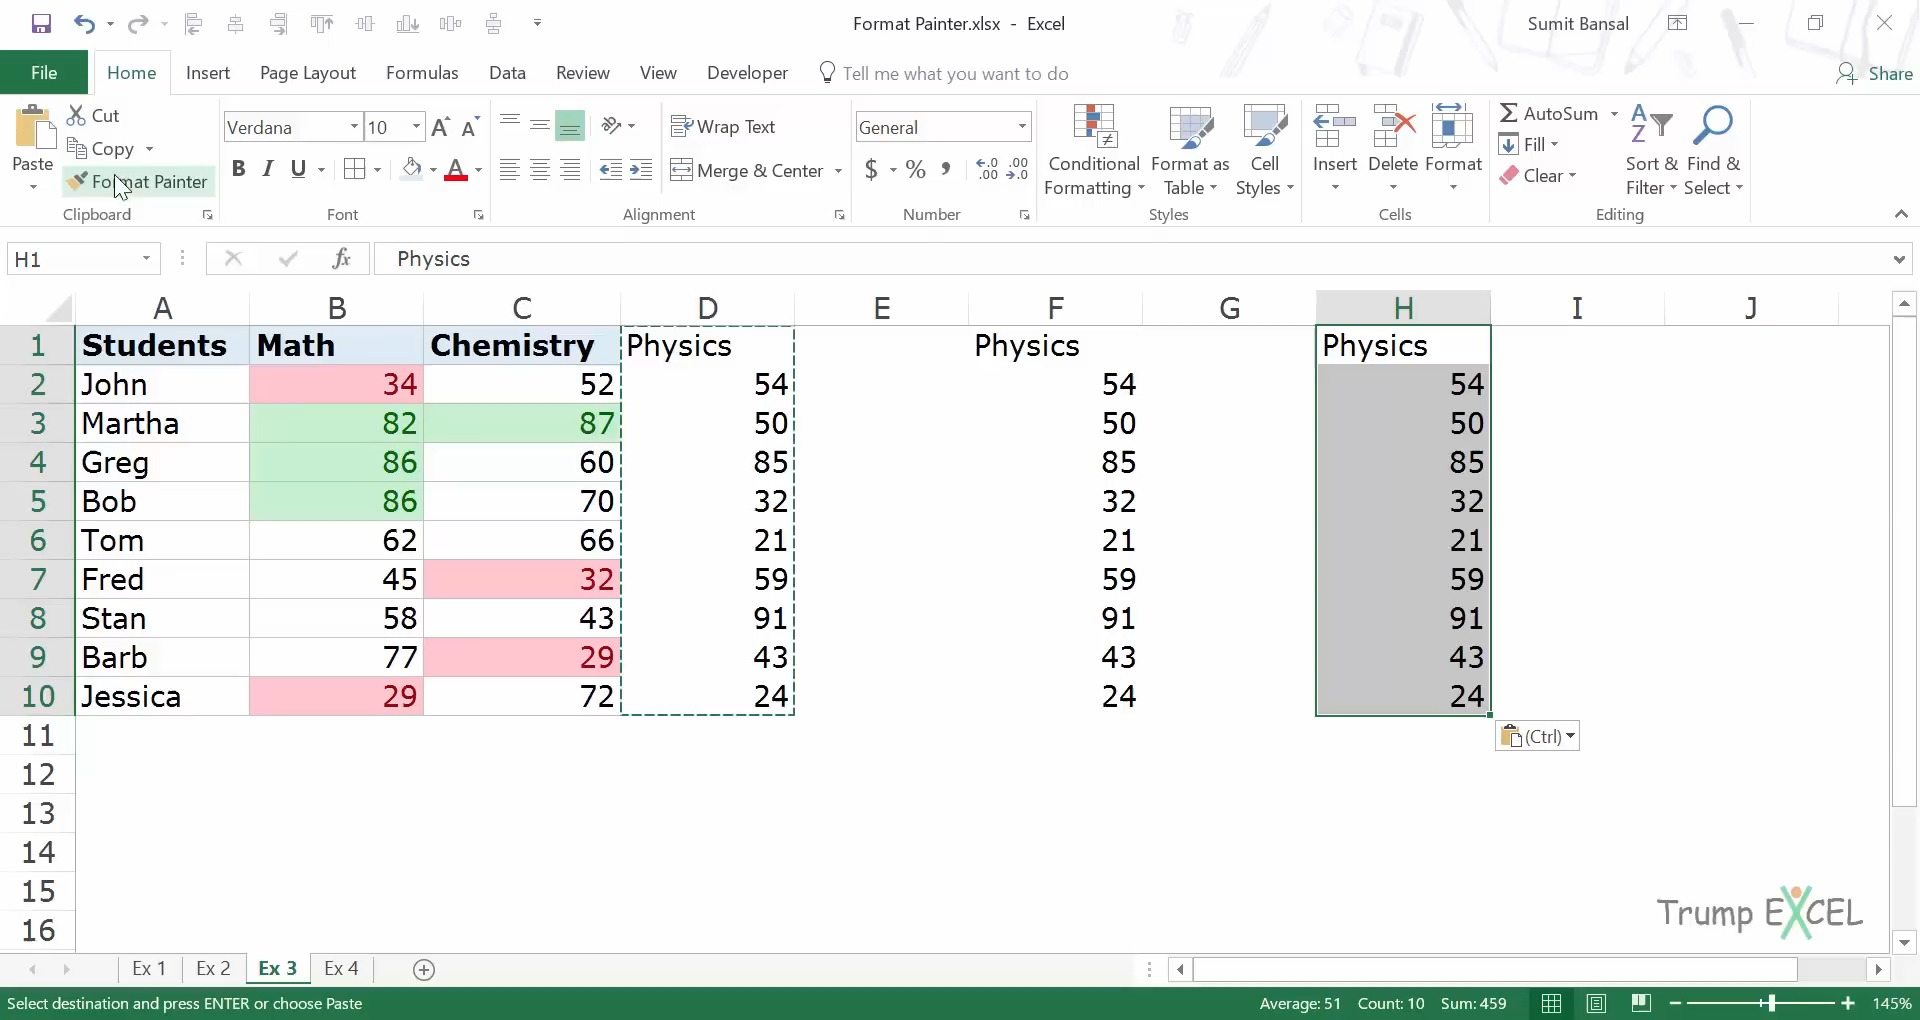 Format Painter.xlsx - Excel
Sumit Bansal
File Home Insert Page Layout Formulas Data Review View Developer Tell me what you want to do Share
Paste
Cut
Copy
Format Painter
Clipboard
Verdana 10
A A
B I U A
Font
Wrap Text
Merge & Center
Alignment
General
$ % , .0 .00 .00 .0
Number
Conditional Formatting
Format as Table
Cell Styles
Styles
Insert Delete Format
Cells
AutoSum
Fill
Clear
Sort & Filter
Find & Select
Editing
H1 fx Physics
A B C D E F G H I J
1 Students Math Chemistry Physics Physics Physics
2 John 34 52 54 54 54
3 Martha 82 87 50 50 50
4 Greg 86 60 85 85 85
5 Bob 86 70 32 32 32
6 Tom 62 66 21 21 21
7 Fred 45 32 59 59 59
8 Stan 58 43 91 91 91
9 Barb 77 29 43 43 43
10 Jessica 29 72 24 24 24
11 (Ctrl)
12
13
14
15
16
Trump EXCEL
Ex 1 Ex 2 Ex 3 Ex 4
Select destination and press ENTER or choose Paste Average: 51 Count: 10 Sum: 459 145%